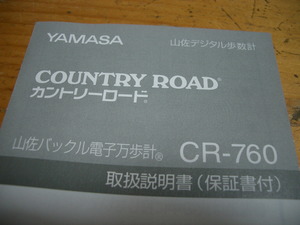 YAMASA 山佐デジタル歩数計
COUNTRY ROAD®
カントリーロード®
山佐バックル電子万歩計® CR-760
取扱説明書(保証書付)